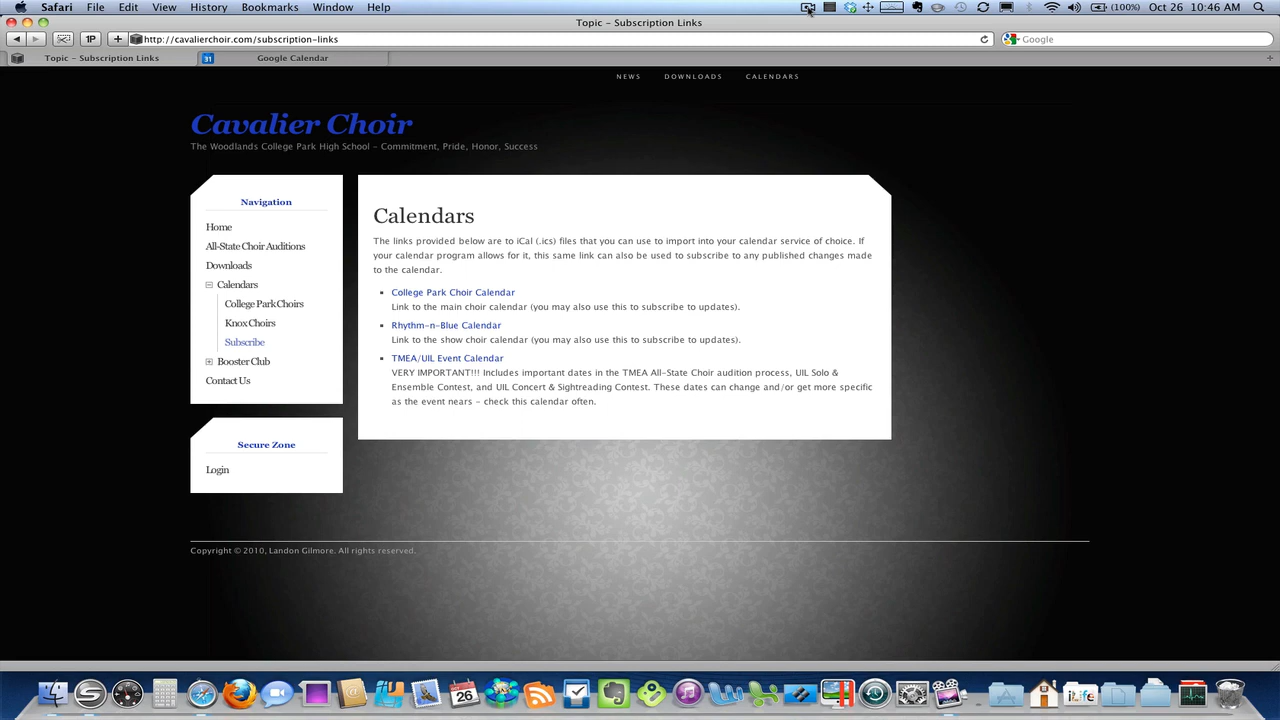 Safari File Edit View History Bookmarks Window Help (100%) Oct 26 10:46 AM
Topic - Subscription Links
1P http://cavalierchoir.com/subscription-links Google
Topic - Subscription Links 31 Google Calendar
NEWS DOWNLOADS CALENDARS
Cavalier Choir
The Woodlands College Park High School - Commitment, Pride, Honor, Success
Navigation
Home
All-State Choir Auditions
Downloads
Calendars
College Park Choirs
Knox Choirs
Subscribe
Booster Club
Contact Us
Secure Zone
Login
Calendars
The links provided below are to iCal (.ics) files that you can use to import into your calendar service of choice. If
your calendar program allows for it, this same link can also be used to subscribe to any published changes made
to the calendar.
College Park Choir Calendar
Link to the main choir calendar (you may also use this to subscribe to updates).
Rhythm-n-Blue Calendar
Link to the show choir calendar (you may also use this to subscribe to updates).
TMEA/UIL Event Calendar
VERY IMPORTANT!!! Includes important dates in the TMEA All-State Choir audition process, UIL Solo &
Ensemble Contest, and UIL Concert & Sightreading Contest. These dates can change and/or get more specific
as the event nears - check this calendar often.
Copyright © 2010, Landon Gilmore. All rights reserved.
26 iLife